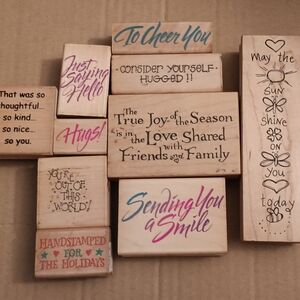 To Cheer You
Just
Saying
Hello
CONSIDER YOURSELF
HUGGED !!
That was so
thoughtful...
so kind...
so nice...
so you.
Hugs!
The
True Joy of the Season
is in the Love Shared
with
Friends and Family
YOU'RE
OUT OF
THIS
WORLD!
Sending You
a Smile
HANDSTAMPED
FOR
THE HOLIDAYS
May the
SUN
shine
ON
You
today